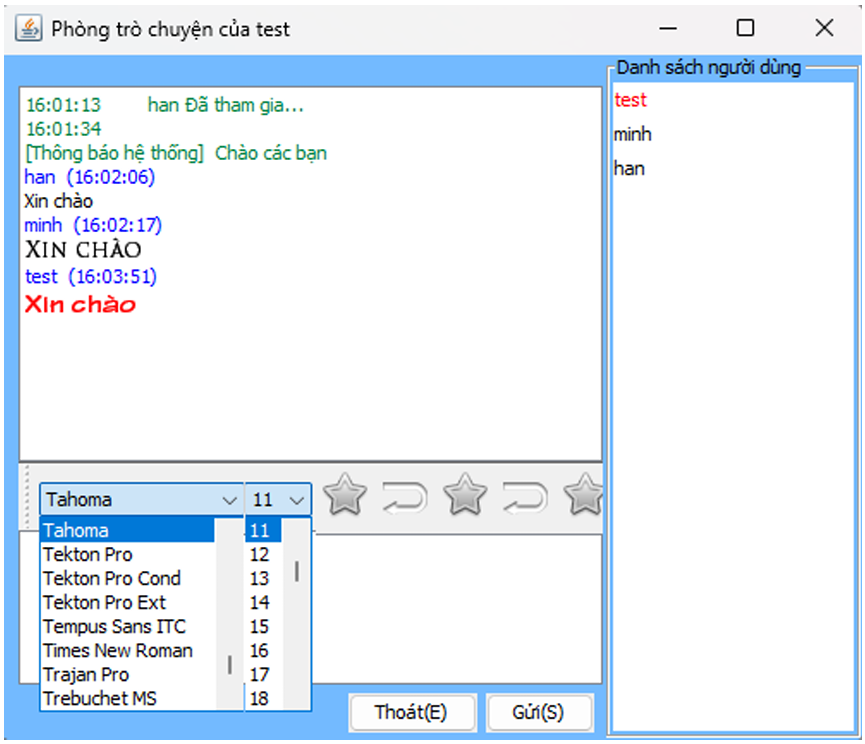 Phòng trò chuyện của test
Danh sách người dùng
test
minh
han
16:01:13 han Đã tham gia...
16:01:34
[Thông báo hệ thống] Chào các bạn
han (16:02:06)
Xin chào
minh (16:02:17)
XIN CHÀO
test (16:03:51)
Xin chào
Tahoma 11
Tahoma 11
Tekton Pro 12
Tekton Pro Cond 13
Tekton Pro Ext 14
Tempus Sans ITC 15
Times New Roman 16
Trajan Pro 17
Trebuchet MS 18
Thoát(E) Gửi(S)